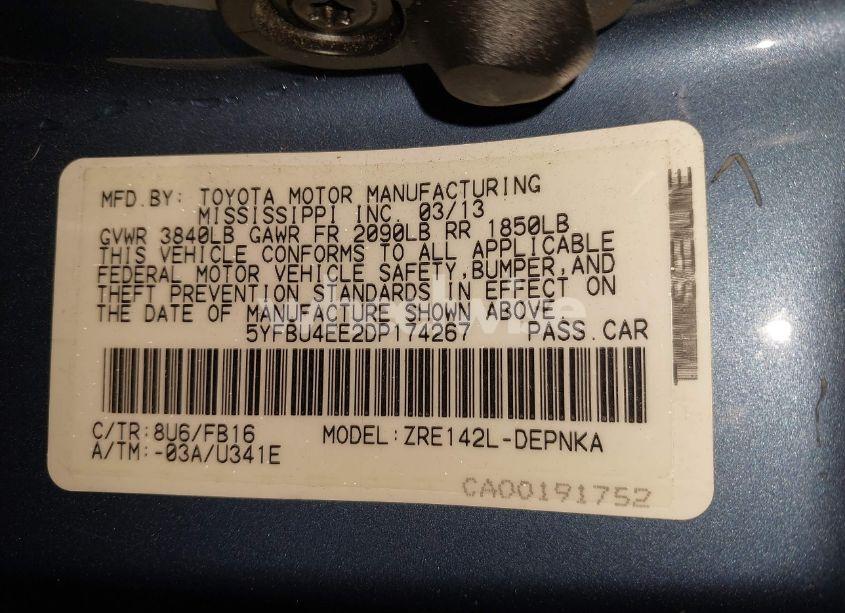 MFD.BY: TOYOTA MOTOR MANUFACTURING
MISSISSIPPI INC. 03/13
GVWR 3840LB GAWR FR 2090LB RR 1850LB
THIS VEHICLE CONFORMS TO ALL APPLICABLE
FEDERAL MOTOR VEHICLE SAFETY,BUMPER,AND
THEFT PREVENTION STANDARDS IN EFFECT ON
THE DATE OF MANUFACTURE SHOWN ABOVE.
5YFBU4EE2DP174267 PASS.CAR
C/TR:8U6/FB16 MODEL:ZRE142L-DEPNKA
A/TM:-03A/U341E
CA00191752